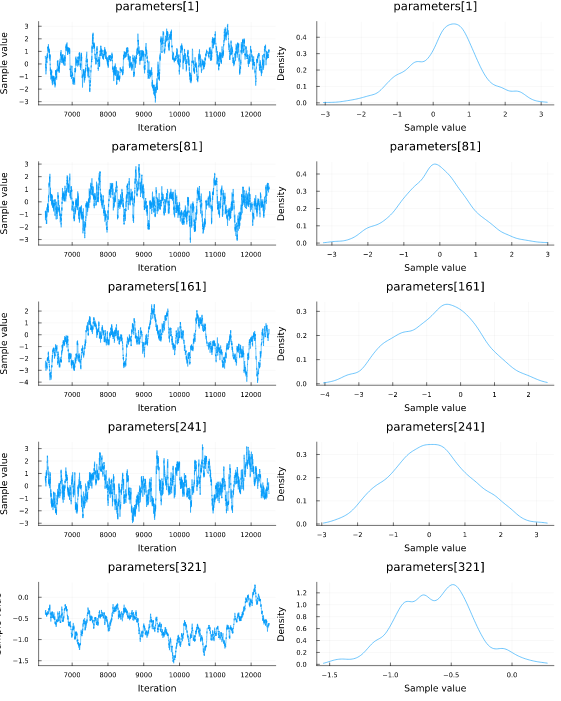 parameters[1] parameters[1]
Sample value
3
2
1
0
−1
−2
−3
7000 8000 9000 10000 11000 12000
Iteration
Density
0.4
0.3
0.2
0.1
0.0
−3 −2 −1 0 1 2 3
Sample value
parameters[81] parameters[81]
Sample value
3
2
1
0
−1
−2
−3
7000 8000 9000 10000 11000 12000
Iteration
Density
0.4
0.3
0.2
0.1
0.0
−3 −2 −1 0 1 2 3
Sample value
parameters[161] parameters[161]
Sample value
2
1
0
−1
−2
−3
−4
7000 8000 9000 10000 11000 12000
Iteration
Density
0.3
0.2
0.1
0.0
−4 −3 −2 −1 0 1 2
Sample value
parameters[241] parameters[241]
Sample value
3
2
1
0
−1
−2
−3
7000 8000 9000 10000 11000 12000
Iteration
Density
0.3
0.2
0.1
0.0
−3 −2 −1 0 1 2 3
Sample value
parameters[321] parameters[321]
0.0
−0.5
−1.0
−1.5
7000 8000 9000 10000 11000 12000
Iteration
Density
1.2
1.0
0.8
0.6
0.4
0.2
0.0
−1.5 −1.0 −0.5 0.0
Sample value